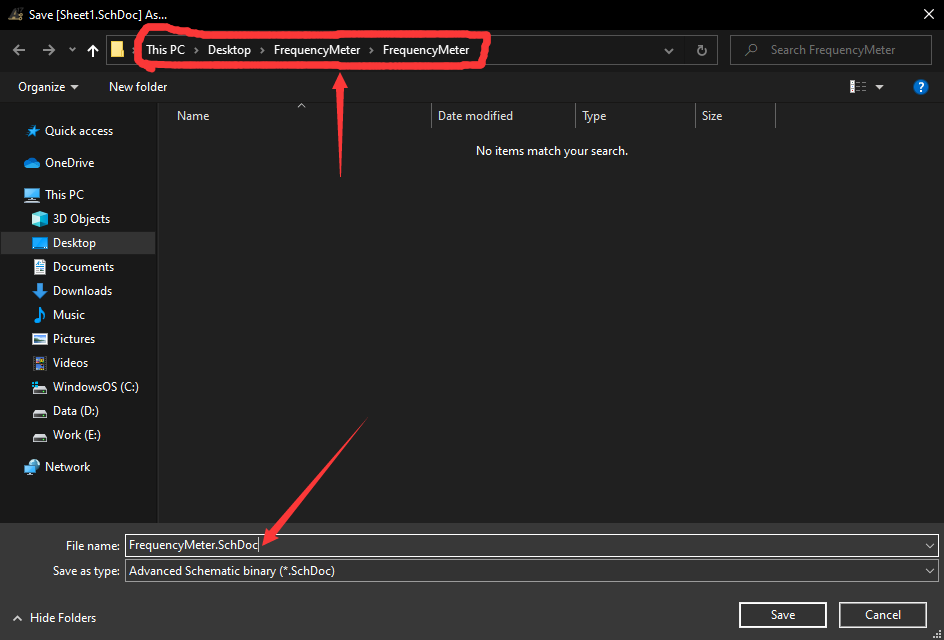 Save [Sheet1.SchDoc] As...
This PC > Desktop > FrequencyMeter > FrequencyMeter
Search FrequencyMeter
Organize
New folder
?
Name
Date modified
Type
Size
No items match your search.
Quick access
OneDrive
This PC
3D Objects
Desktop
Documents
Downloads
Music
Pictures
Videos
WindowsOS (C:)
Data (D:)
Work (E:)
Network
File name: FrequencyMeter.SchDoc
Save as type: Advanced Schematic binary (*.SchDoc)
Hide Folders
Save
Cancel